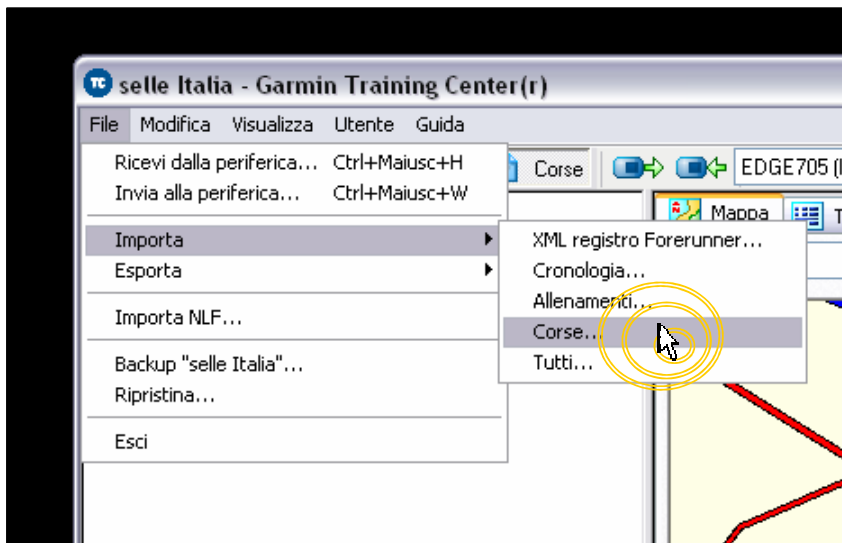 TC selle Italia - Garmin Training Center(r)
File Modifica Visualizza Utente Guida
Ricevi dalla periferica... Ctrl+Maiusc+H
Invia alla periferica... Ctrl+Maiusc+W
Corse EDGE705 (
Mappa T
Importa
Esporta
Importa NLF...
Backup "selle Italia"...
Ripristina...
Esci
XML registro Forerunner...
Cronologia...
Allenamenti...
Corse...
Tutti...